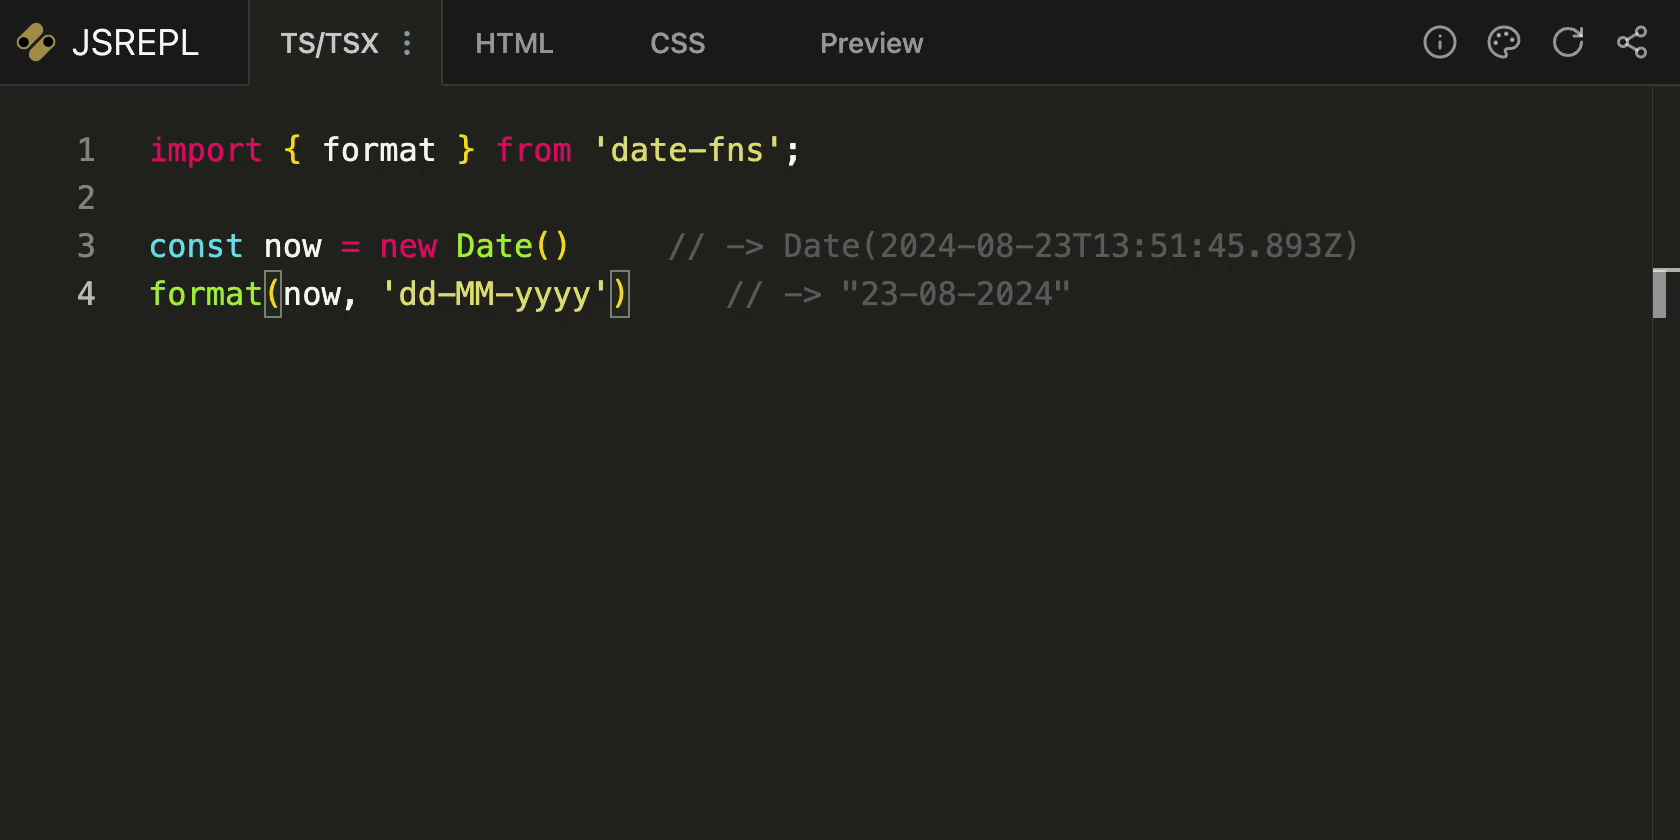 JSREPL TS/TSX HTML CSS Preview
1 import { format } from 'date-fns';
2
3 const now = new Date() // -> Date(2024-08-23T13:51:45.893Z)
4 format(now, 'dd-MM-yyyy') // -> "23-08-2024"